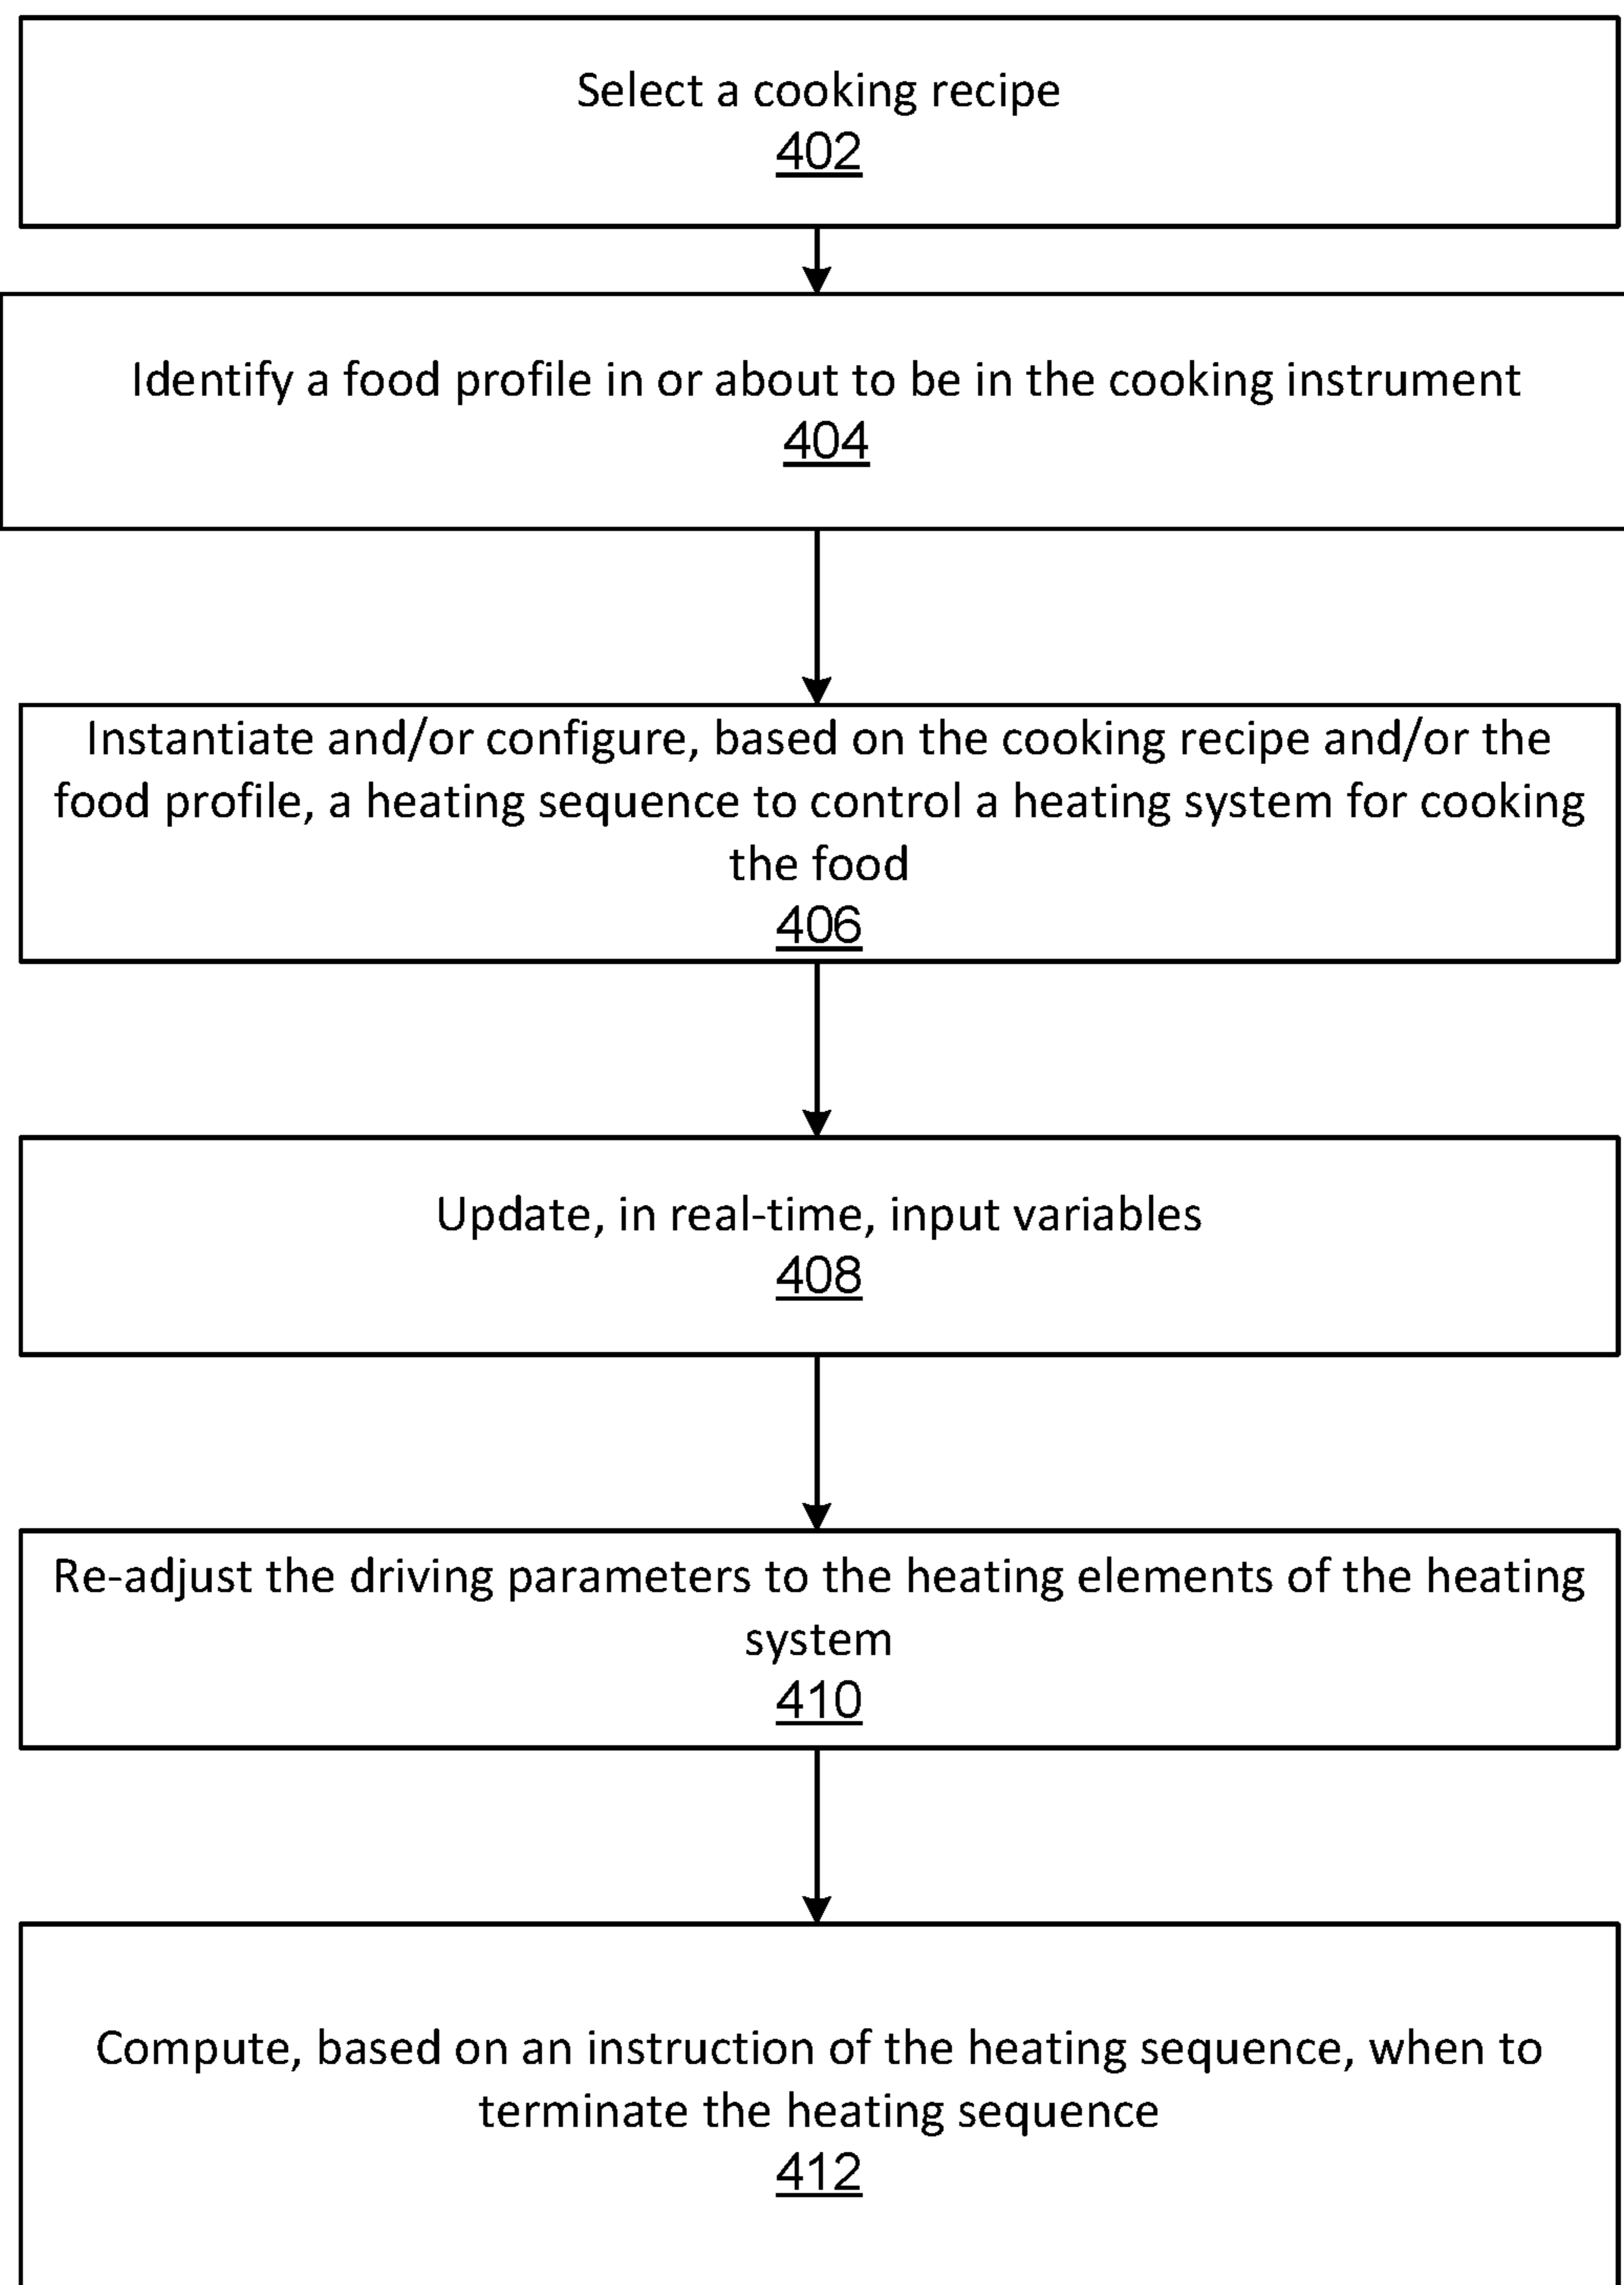 Select a cooking recipe
402
Identify a food profile in or about to be in the cooking instrument
404
Instantiate and/or configure, based on the cooking recipe and/or the
food profile, a heating sequence to control a heating system for cooking
the food
406
Update, in real-time, input variables
408
Re-adjust the driving parameters to the heating elements of the heating
system
410
Compute, based on an instruction of the heating sequence, when to
terminate the heating sequence
412